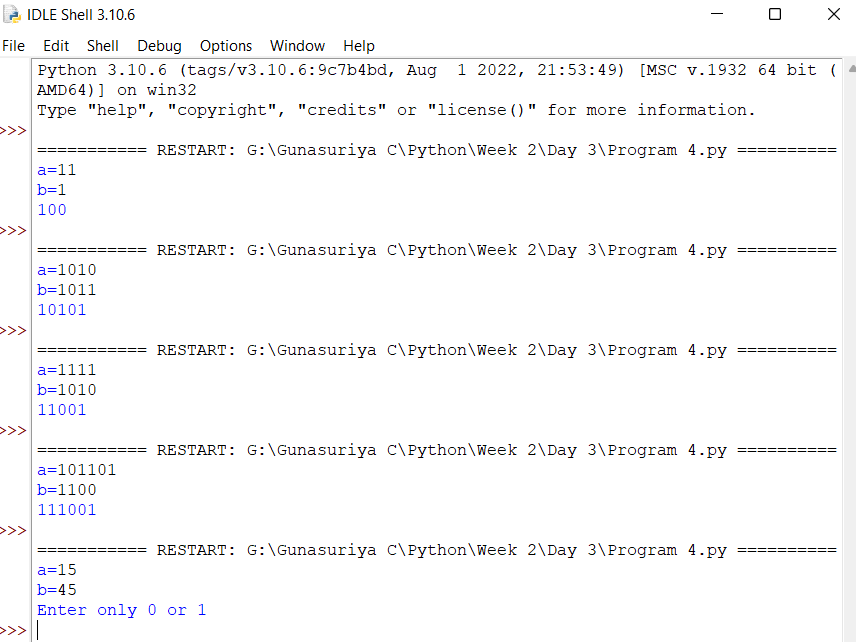 IDLE Shell 3.10.6
File Edit Shell Debug Options Window Help
Python 3.10.6 (tags/v3.10.6:9c7b4bd, Aug  1 2022, 21:53:49) [MSC v.1932 64 bit (
AMD64)] on win32
Type "help", "copyright", "credits" or "license()" for more information.
>>>
=========== RESTART: G:\Gunasuriya C\Python\Week 2\Day 3\Program 4.py ==========
a=11
b=1
100
>>>
=========== RESTART: G:\Gunasuriya C\Python\Week 2\Day 3\Program 4.py ==========
a=1010
b=1011
10101
>>>
=========== RESTART: G:\Gunasuriya C\Python\Week 2\Day 3\Program 4.py ==========
a=1111
b=1010
11001
>>>
=========== RESTART: G:\Gunasuriya C\Python\Week 2\Day 3\Program 4.py ==========
a=101101
b=1100
111001
>>>
=========== RESTART: G:\Gunasuriya C\Python\Week 2\Day 3\Program 4.py ==========
a=15
b=45
Enter only 0 or 1
>>>